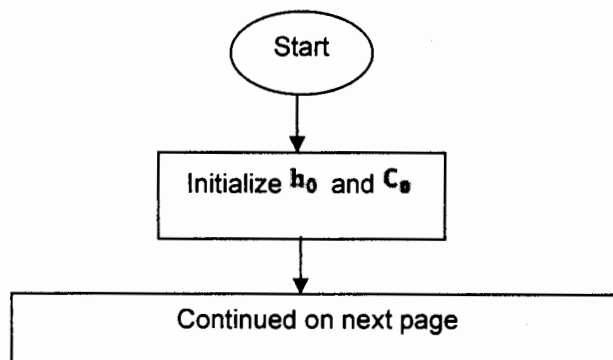 Start
Initialize h₀ and C₀
Continued on next page